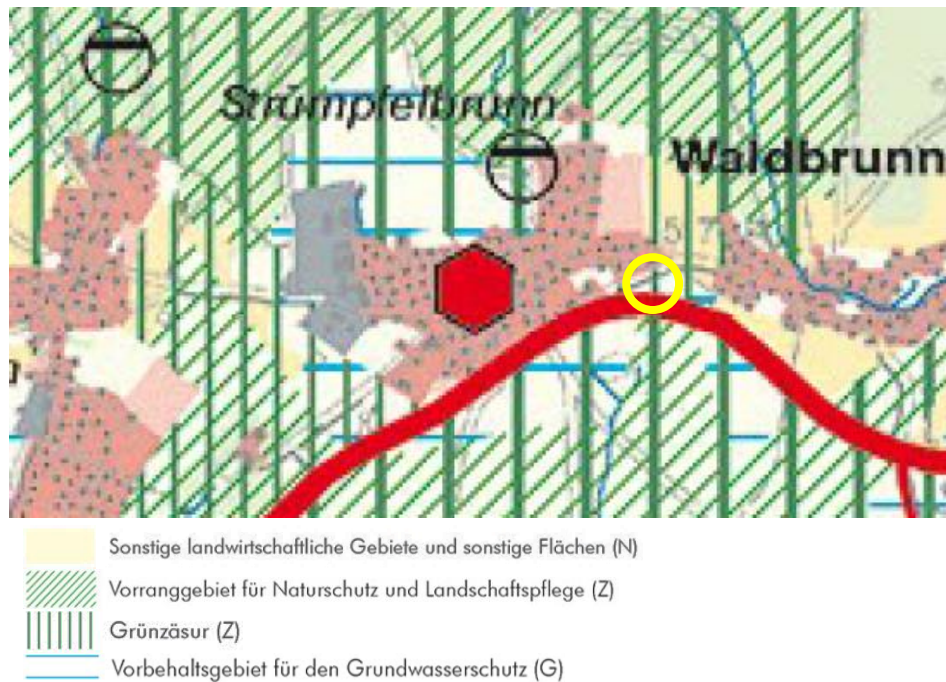 Strümpfelbrunn
Waldbrunn
Sonstige landwirtschaftliche Gebiete und sonstige Flächen (N)
Vorranggebiet für Naturschutz und Landschaftspflege (Z)
Grünzäsur (Z)
Vorbehaltsgebiet für den Grundwasserschutz (G)